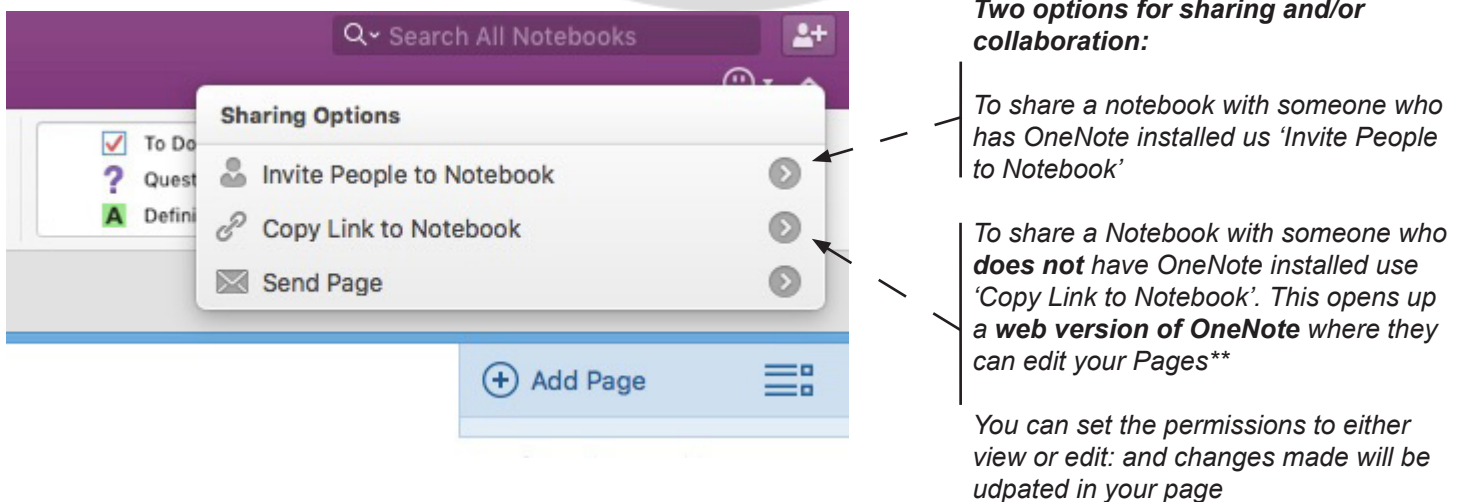 Search All Notebooks
Sharing Options
To Do
Invite People to Notebook
Quest
Defini
Copy Link to Notebook
Send Page
Add Page
Two options for sharing and/or
collaboration:
To share a notebook with someone who
has OneNote installed us ‘Invite People
to Notebook’
To share a Notebook with someone who
does not have OneNote installed use
‘Copy Link to Notebook’. This opens up
a web version of OneNote where they
can edit your Pages**
You can set the permissions to either
view or edit: and changes made will be
udpated in your page